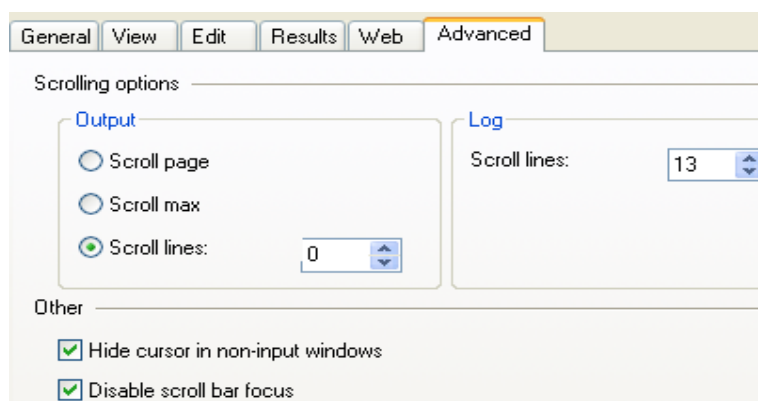 General View Edit Results Web Advanced
Scrolling options
Output
Scroll page
Scroll max
Scroll lines: 0
Log
Scroll lines: 13
Other
Hide cursor in non-input windows
Disable scroll bar focus